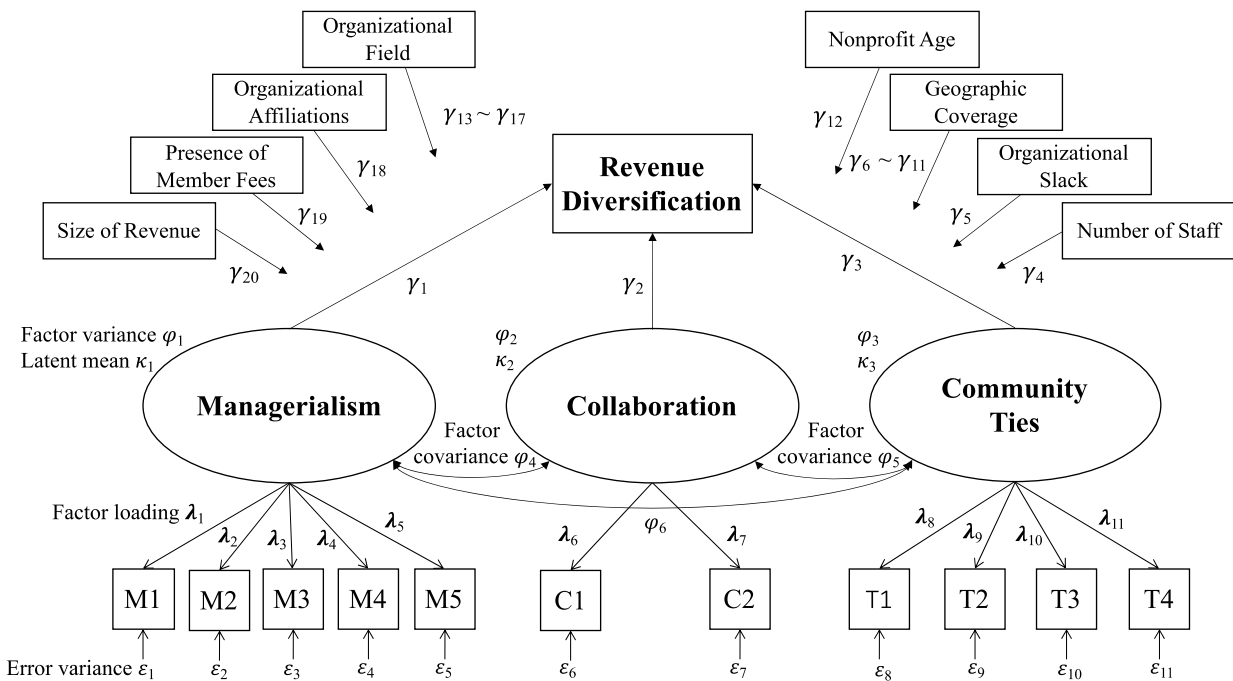 Organizational
Field
Nonprofit Age
Organizational
Affiliations
Geographic
Coverage
γ13 ~ γ17
γ12
Presence of
Member Fees
γ18
Revenue
Diversification
γ6 ~ γ11
Organizational
Slack
Size of Revenue
γ19
γ5
Number of Staff
γ20
γ1
γ2
γ3
γ4
Factor variance φ1
Latent mean κ1
φ2
κ2
φ3
κ3
Managerialism
Collaboration
Community
Ties
Factor
covariance φ4
Factor
covariance φ5
φ6
Factor loading λ1
λ2
λ3
λ4
λ5
λ6
λ7
λ8
λ9
λ10
λ11
M1
M2
M3
M4
M5
C1
C2
T1
T2
T3
T4
Error variance ε1
ε2
ε3
ε4
ε5
ε6
ε7
ε8
ε9
ε10
ε11